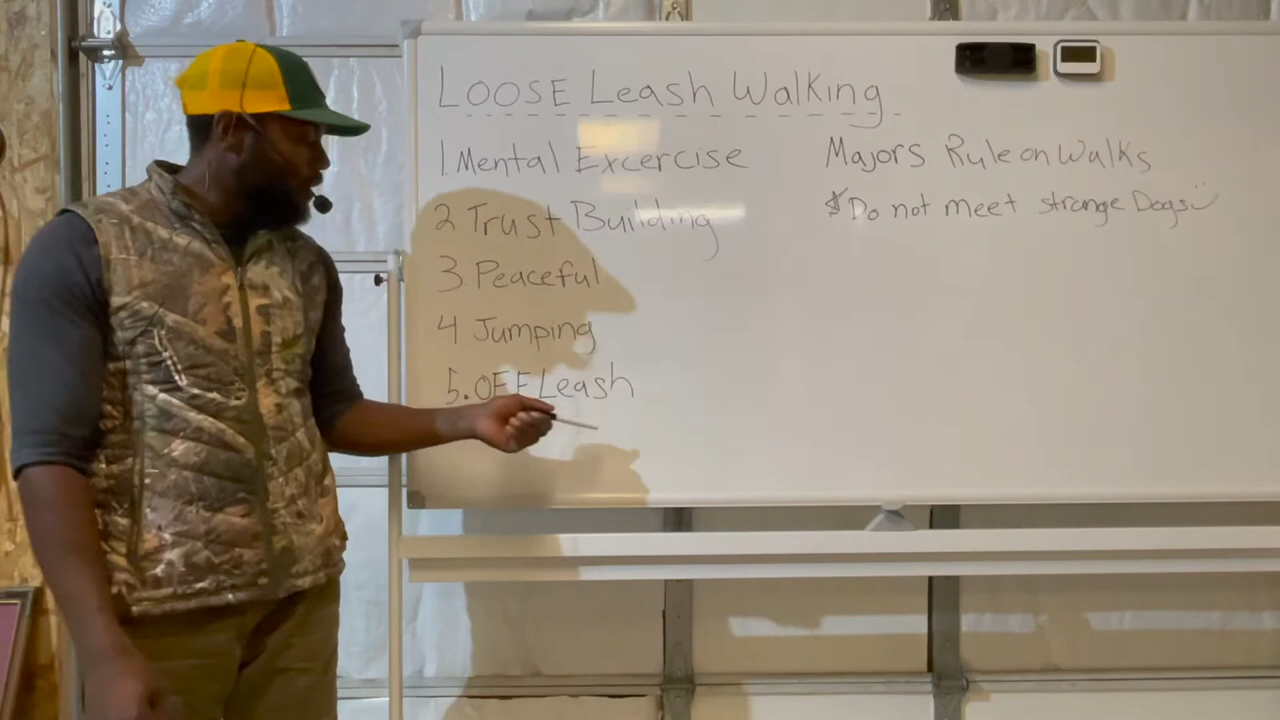 LOOSE Leash Walking
1. Mental Excercise
2 Trust Building
3. Peaceful
4 Jumping
5. OFF Leash
Majors Rule on Walks
* Do not meet strange Dogs